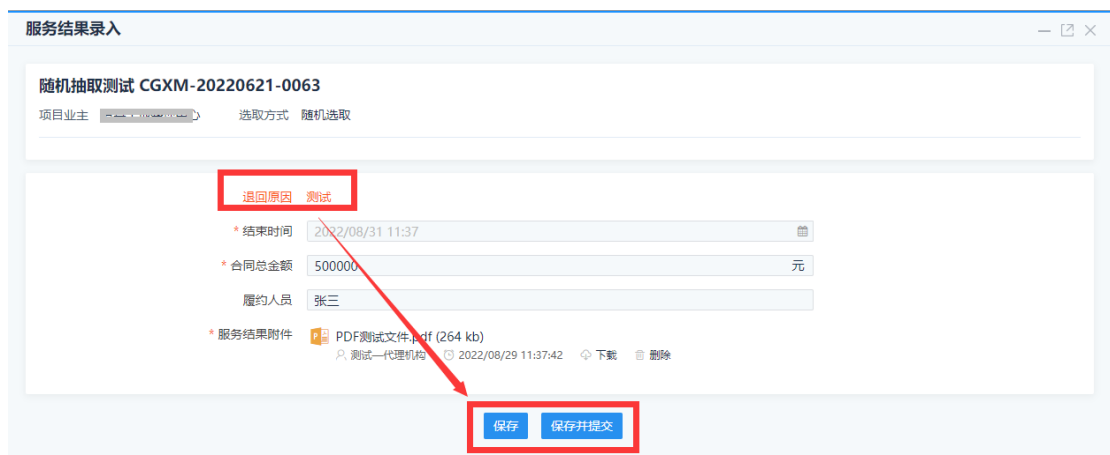 服务结果录入
随机抽取测试 CGXM-20220621-0063
项目业主 选取方式 随机选取
退回原因 测试
* 结束时间 2022/08/31 11:37
* 合同总金额 500000 元
履约人员 张三
* 服务结果附件 PDF测试文件.pdf (264 kb)
测试—代理机构 2022/08/29 11:37:42 下载 删除
保存 保存并提交